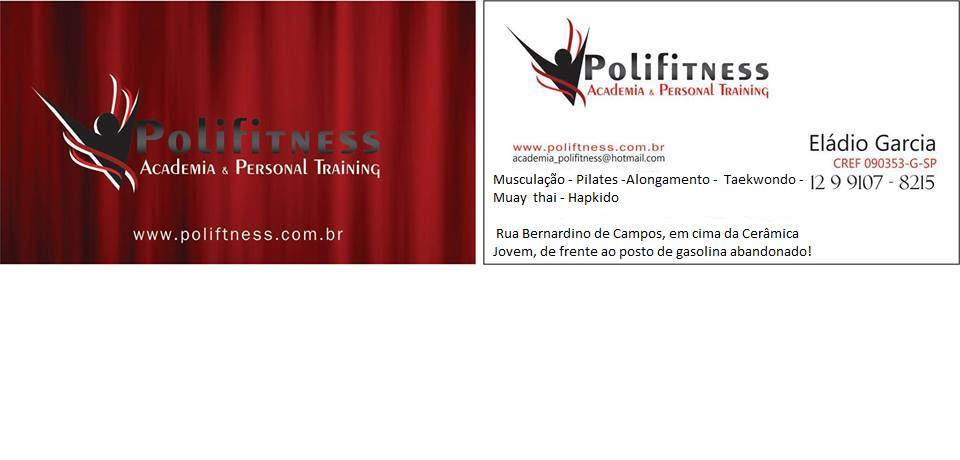 Polifitness
Academia & Personal Training
www.poliftness.com.br
Polifitness
Academia & Personal Training
www.poliftness.com.br
academia_polifitness@hotmail.com
Eládio Garcia
CREF 090353-G-SP
12 9 9107 - 8215
Musculação - Pilates -Alongamento - Taekwondo -
Muay thai - Hapkido
Rua Bernardino de Campos, em cima da Cerâmica
Jovem, de frente ao posto de gasolina abandonado!